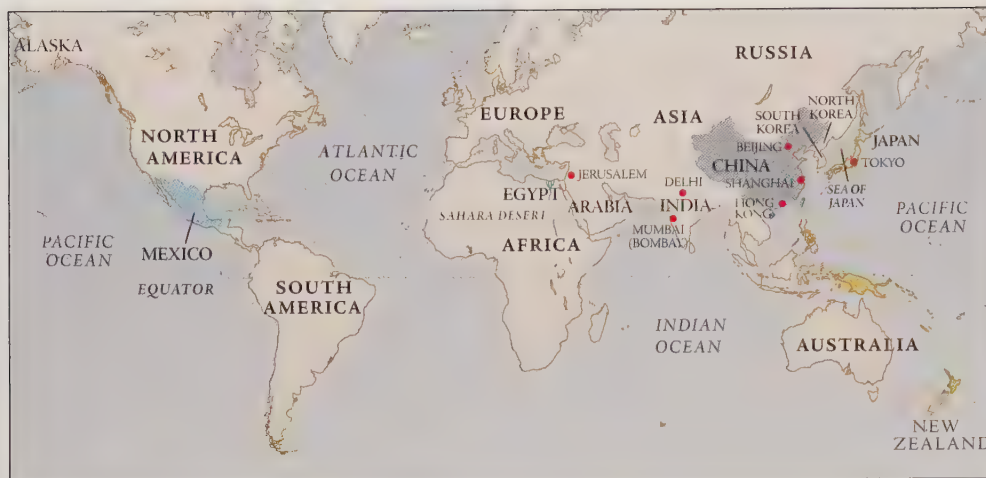 ALASKA
RUSSIA
NORTH
AMERICA
ATLANTIC
OCEAN
EUROPE
ASIA
NORTH
KOREA
SOUTH
KOREA
BEIJING
JAPAN
TOKYO
CHINA
SHANGHAI
SEA OF
JAPAN
HONG
KONG
JERUSALEM
EGYPT
DELHI
ARABIA
INDIA
SAHARA DESERT
MUMBAI
(BOMBAY)
AFRICA
PACIFIC
OCEAN
PACIFIC
OCEAN
MEXICO
EQUATOR
SOUTH
AMERICA
INDIAN
OCEAN
AUSTRALIA
NEW
ZEALAND